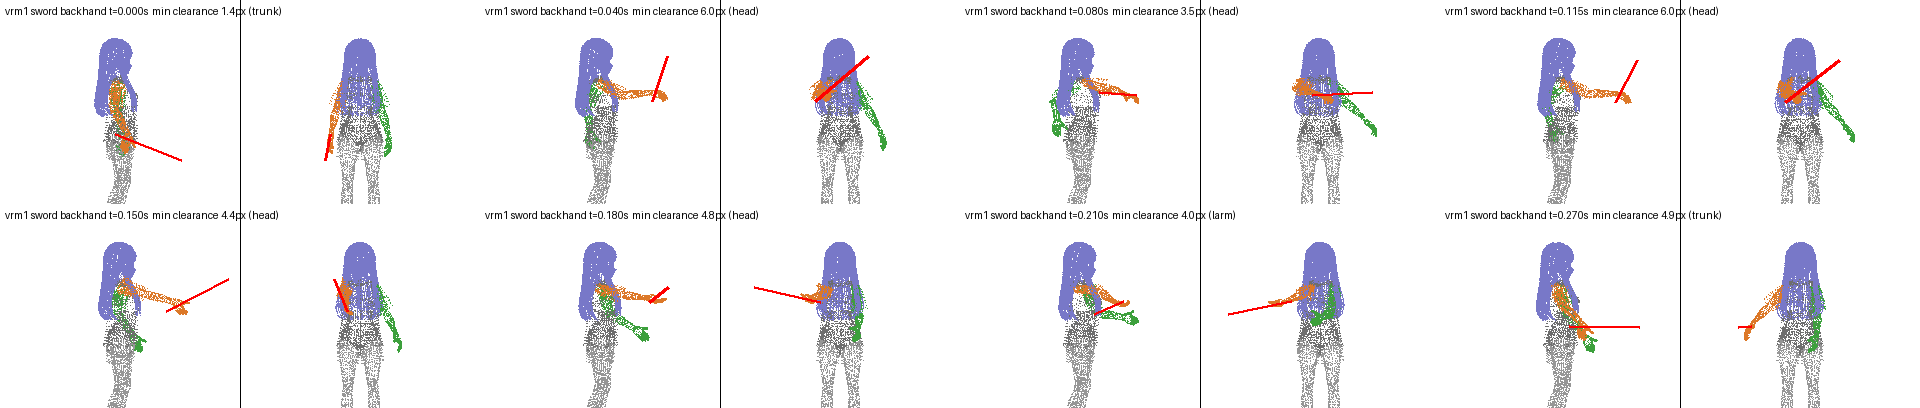 vrm1 sword backhand t=0.000s min clearance 1.4px (trunk)
vrm1 sword backhand t=0.040s min clearance 6.0px (head)
vrm1 sword backhand t=0.080s min clearance 3.5px (head)
vrm1 sword backhand t=0.115s min clearance 6.0px (head)
vrm1 sword backhand t=0.150s min clearance 4.4px (head)
vrm1 sword backhand t=0.180s min clearance 4.8px (head)
vrm1 sword backhand t=0.210s min clearance 4.0px (larm)
vrm1 sword backhand t=0.270s min clearance 4.9px (trunk)